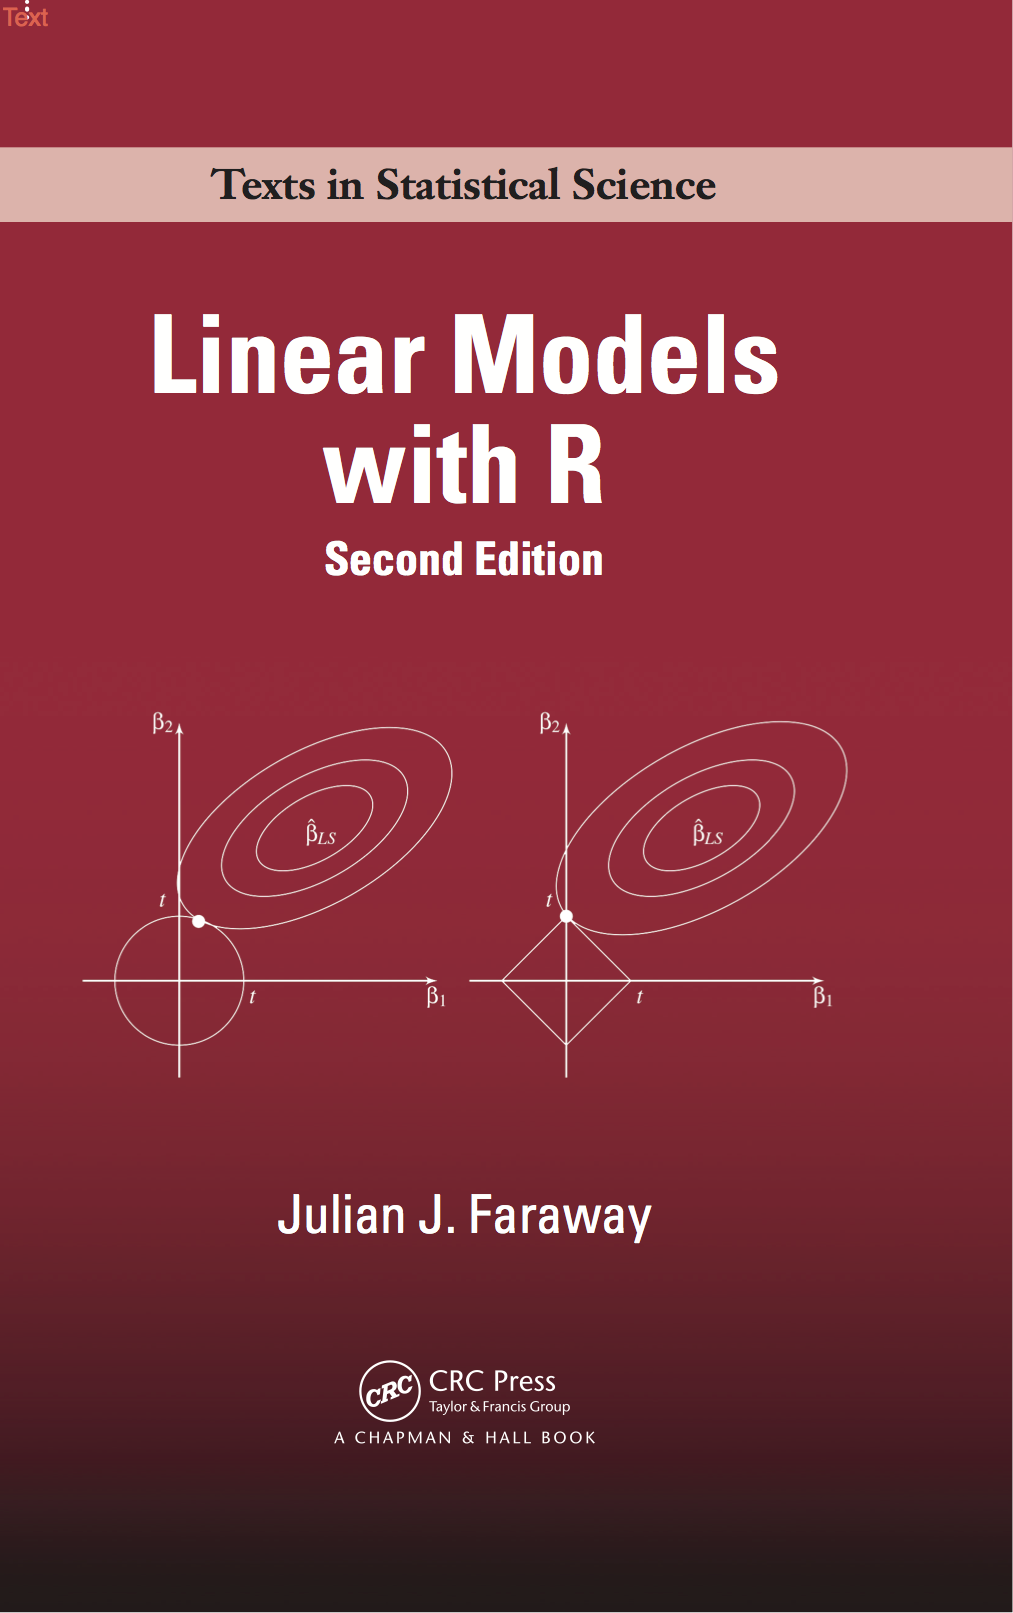 Text
Texts in Statistical Science
Linear Models
with R
Second Edition
β2
β̂LS
t
t
β1
β2
β̂LS
t
t
β1
Julian J. Faraway
CRC
CRC Press
Taylor & Francis Group
A CHAPMAN & HALL BOOK